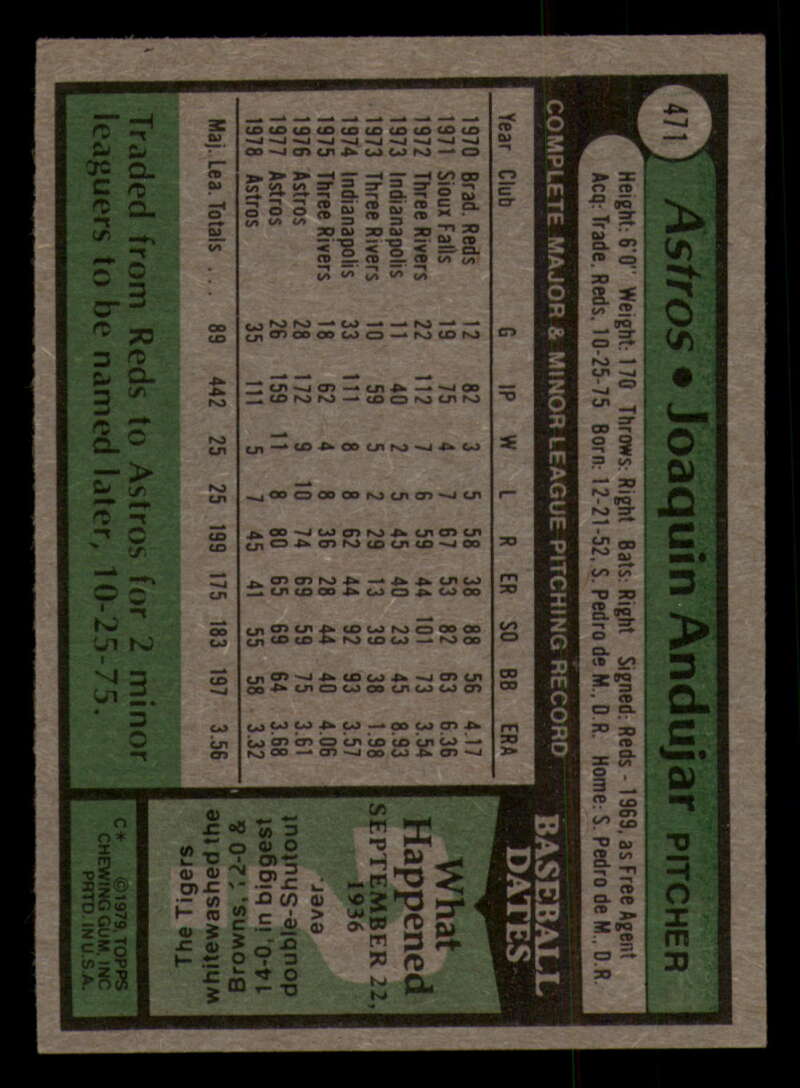 471
Astros • Joaquin Andujar PITCHER
Height: 6'0" Weight: 170 Throws: Right Bats: Right Signed: Reds - 1969, as Free Agent
Acq: Trade, Reds, 10-25-75 Born: 12-21-52, S. Pedro de M., D.R. Home: S. Pedro de M., D.R.
COMPLETE MAJOR & MINOR LEAGUE PITCHING RECORD
Year Club G IP W L R ER SO BB ERA
1970 Brad. Reds 12 82 3 5 58 38 88 56 4.17
1971 Sioux Falls 19 75 4 7 67 53 82 63 6.36
1972 Three Rivers 22 112 7 6 59 44 101 73 3.54
1973 Indianapolis 11 40 2 5 45 40 23 45 8.93
1973 Three Rivers 10 59 5 2 29 13 39 38 1.98
1974 Indianapolis 33 111 8 8 62 44 92 93 3.57
1975 Three Rivers 18 62 4 8 36 28 44 40 4.06
1976 Astros 28 172 9 10 74 69 59 75 3.61
1977 Astros 26 159 11 8 80 65 69 64 3.68
1978 Astros 35 111 5 7 45 41 55 58 3.32
Maj. Lea. Totals .... 89 442 25 25 199 175 183 197 3.56
Traded from Reds to Astros for 2 minor
leaguers to be named later, 10-25-75.
BASEBALL
DATES
What
Happened
SEPTEMBER 22,
1936
The Tigers
whitewashed the
Browns, 12-0 &
14-0, in biggest
double-Shutout
ever.
C* ©1979 TOPPS
CHEWING GUM, INC
PRTD. IN U.S.A.